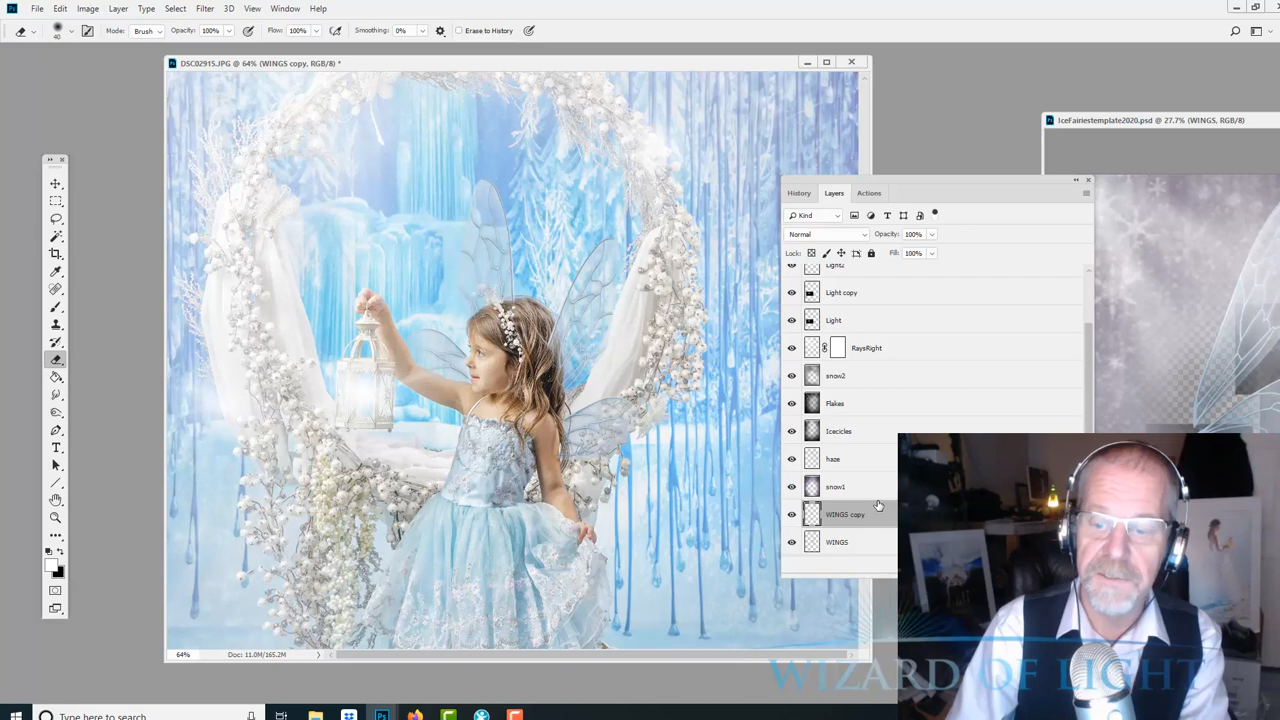 File Edit Image Layer Type Select Filter 3D View Window Help
40 Mode: Brush Opacity: 100% Flow: 100% Smoothing: 0% Erase to History
DSC02915.JPG @ 64% (WINGS copy, RGB/8) *
IceFairiestemplate2020.psd @ 27.7% (WINGS, RGB/8)
History Layers Actions
Kind
Normal Opacity: 100%
Lock: Fill: 100%
Light2
Light copy
Light
RaysRight
snow2
Flakes
Icecicles
haze
snow1
WINGS copy
WINGS
64% Doc: 11.0M/165.2M
WIZARD OF LIGHT
Type here to search